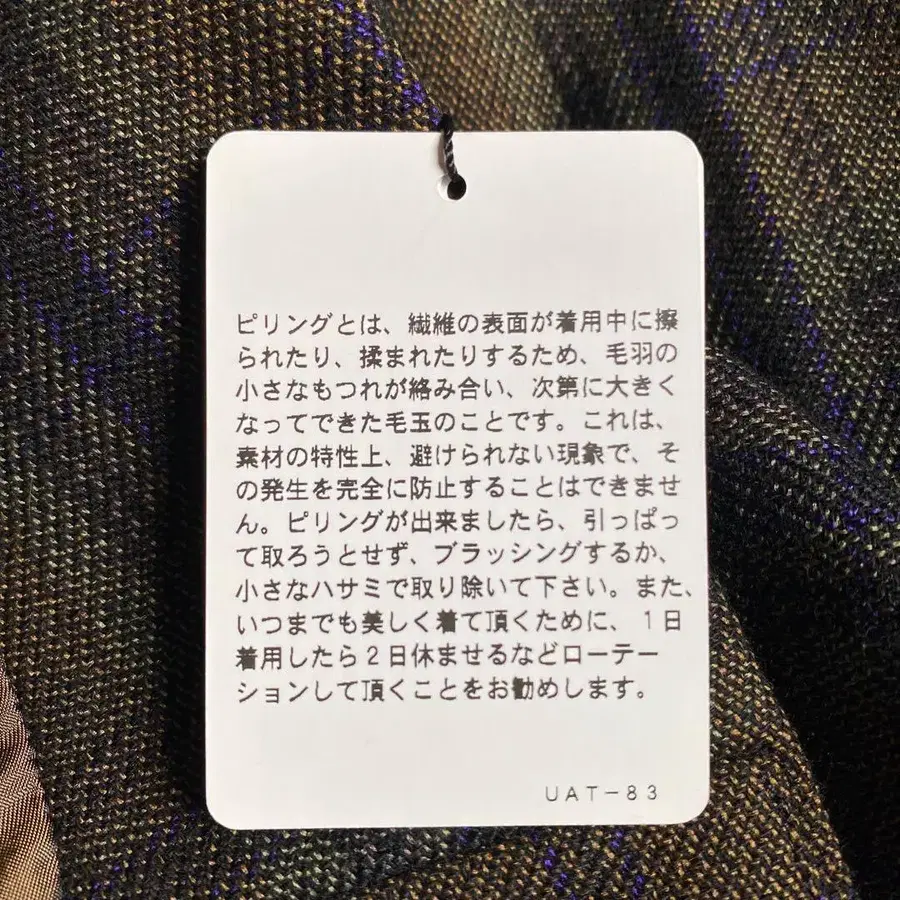 ピリングとは、繊維の表面が着用中に擦
られたり、揉まれたりするため、毛羽の
小さなもつれが絡み合い、次第に大きく
なってできた毛玉のことです。これは、
素材の特性上、避けられない現象で、そ
の発生を完全に防止することはできませ
ん。ピリングが出来ましたら、引っぱっ
て取ろうとせず、ブラッシングするか、
小さなハサミで取り除いて下さい。また、
いつまでも美しく着て頂くために、1日
着用したら2日休ませるなどローテー
ションして頂くことをお勧めします。
UAT-83